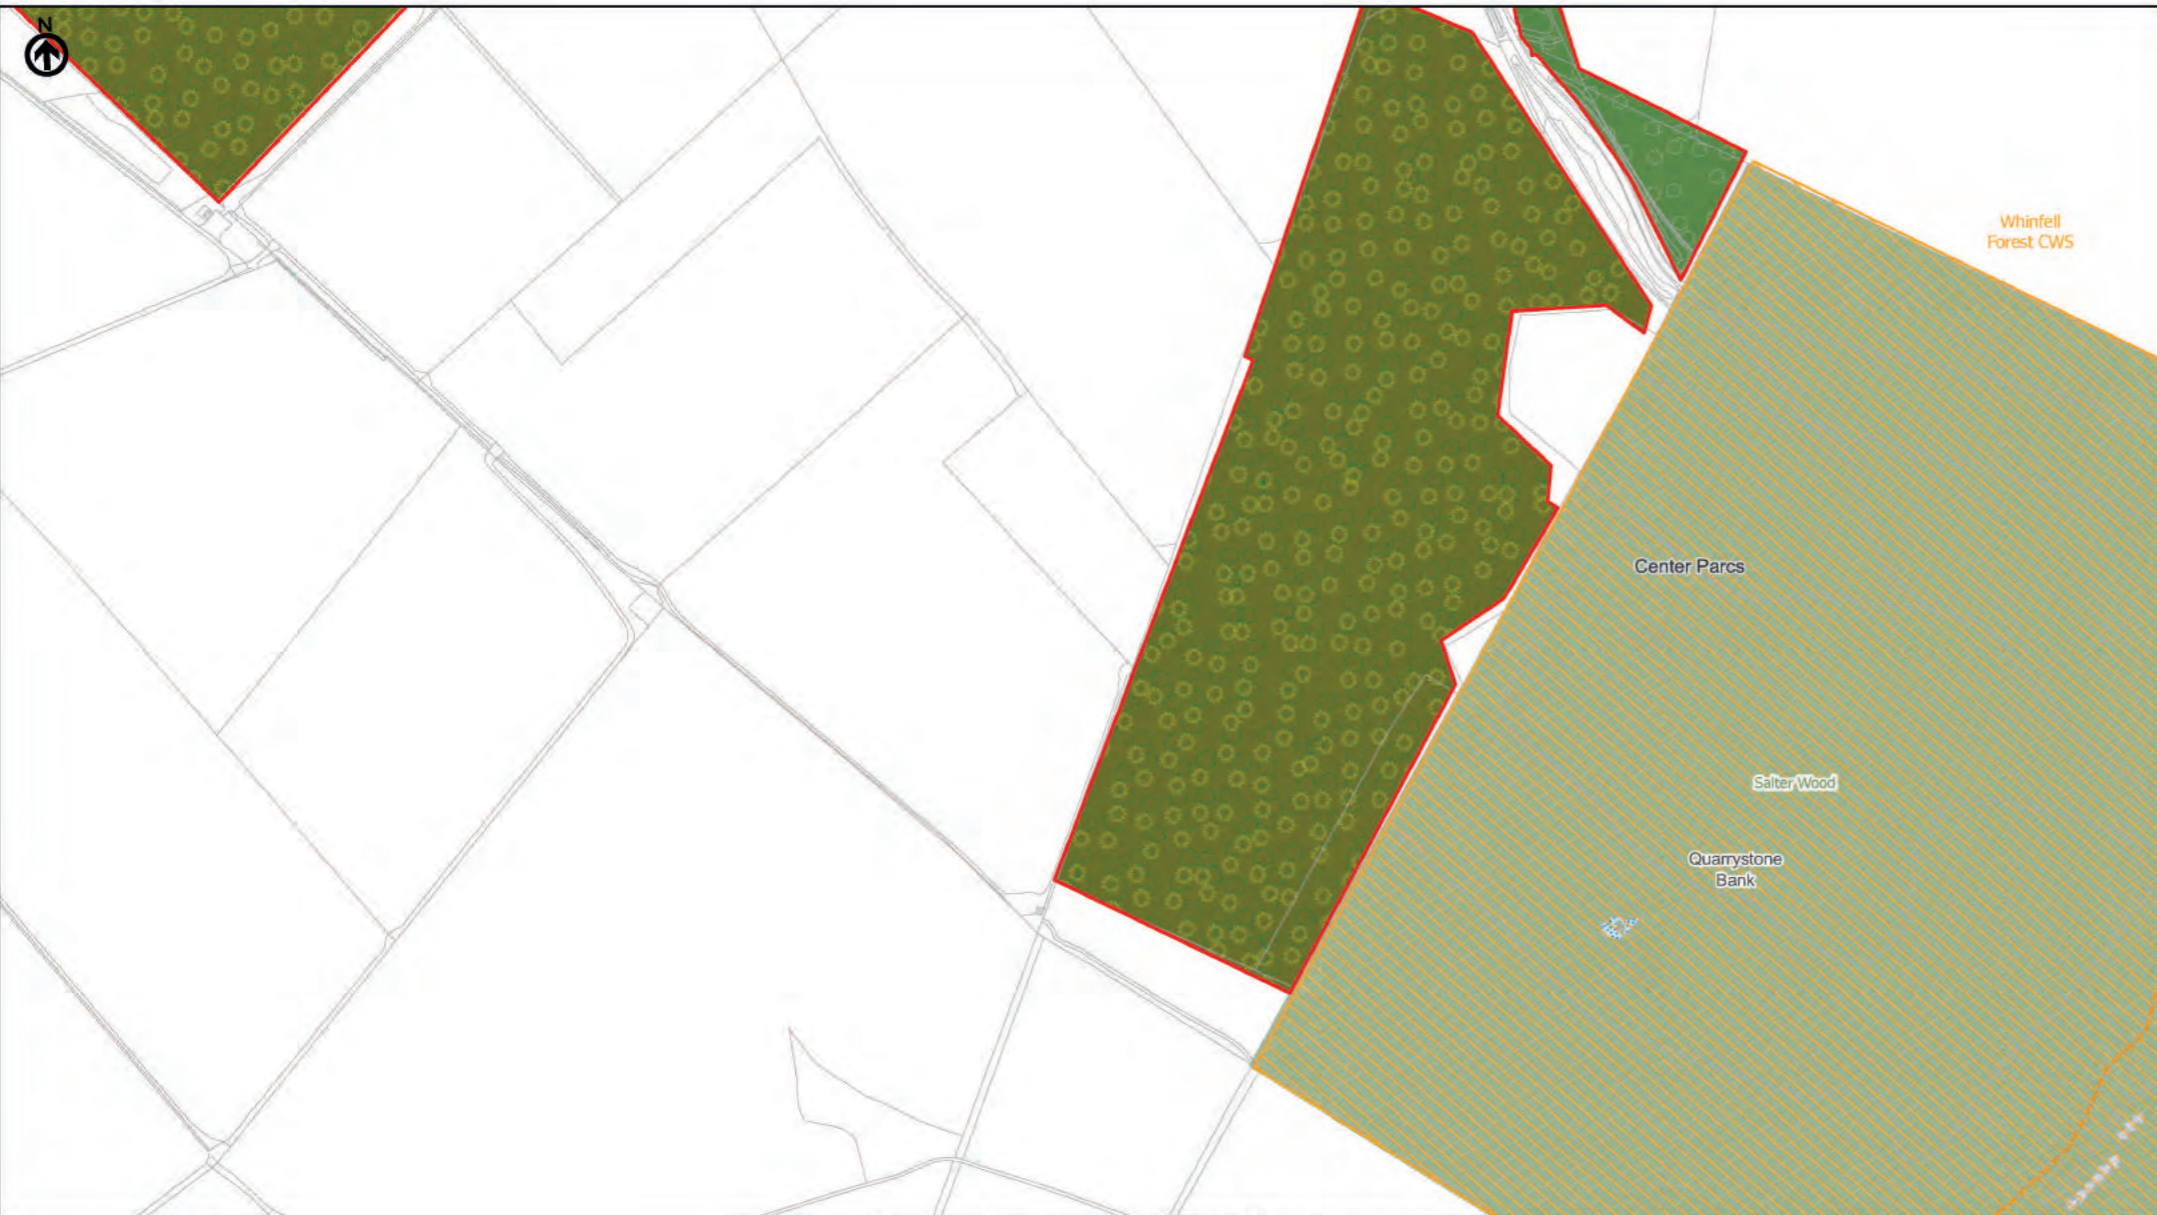 N
Whinfell
Forest CWS
Center Parcs
Salter Wood
Quarrystone
Bank